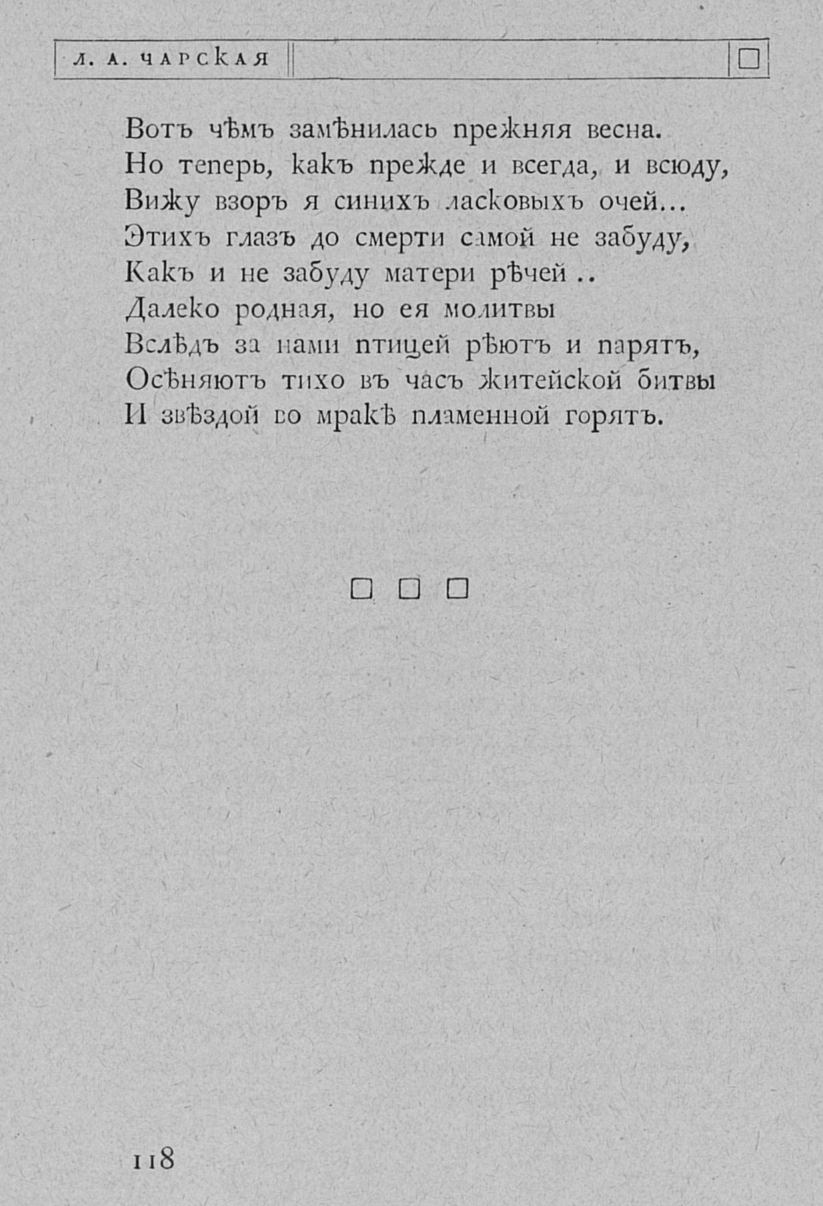 Л. А. ЧАРСКАЯ
Вотъ чѣмъ замѣнилась прежняя весна.
Но теперь, какъ прежде и всегда, и всюду,
Вижу взоръ я синихъ ласковыхъ очей...
Этихъ глазъ до смерти самой не забуду,
Какъ и не забуду матери рѣчей ..
Далеко родная, но ея молитвы
Вслѣдъ за нами птицей рѣютъ и парятъ,
Осѣняютъ тихо въ часъ житейской битвы
И звѣздой во мракѣ пламенной горятъ.
118